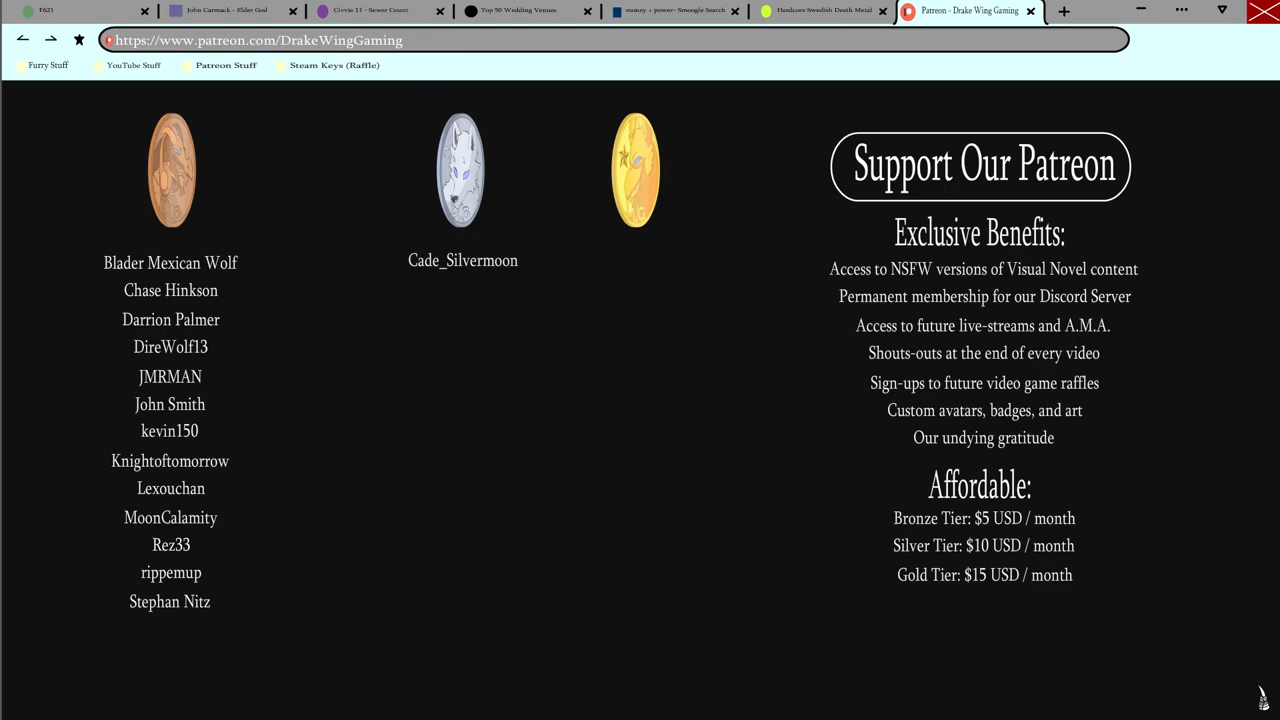 F621
John Carmack - Elder God
Civvie 11 - Sewer Count
Top 50 Wedding Venues
money + power- Smoogle Search
Hardcore Swedish Death Metal
Patreon - Drake Wing Gaming
https://www.patreon.com/DrakeWingGaming
Furry Stuff
YouTube Stuff
Patreon Stuff
Steam Keys (Raffle)
Blader Mexican Wolf
Chase Hinkson
Darrion Palmer
DireWolf13
JMRMAN
John Smith
kevin150
Knightoftomorrow
Lexouchan
MoonCalamity
Rez33
rippemup
Stephan Nitz
Cade_Silvermoon
Support Our Patreon
Exclusive Benefits:
Access to NSFW versions of Visual Novel content
Permanent membership for our Discord Server
Access to future live-streams and A.M.A.
Shouts-outs at the end of every video
Sign-ups to future video game raffles
Custom avatars, badges, and art
Our undying gratitude
Affordable:
Bronze Tier: $5 USD / month
Silver Tier: $10 USD / month
Gold Tier: $15 USD / month